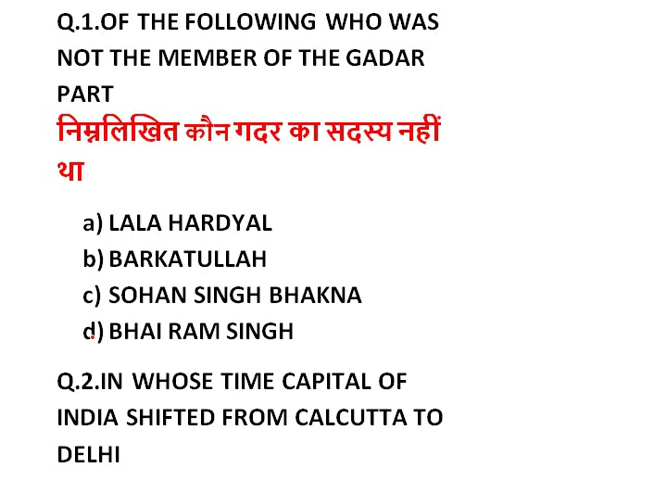 Q.1.OF THE FOLLOWING WHO WAS
NOT THE MEMBER OF THE GADAR
PART
निम्नलिखित कौन गदर का सदस्य नहीं
था
a) LALA HARDYAL
b) BARKATULLAH
c) SOHAN SINGH BHAKNA
d) BHAI RAM SINGH
Q.2.IN WHOSE TIME CAPITAL OF
INDIA SHIFTED FROM CALCUTTA TO
DELHI